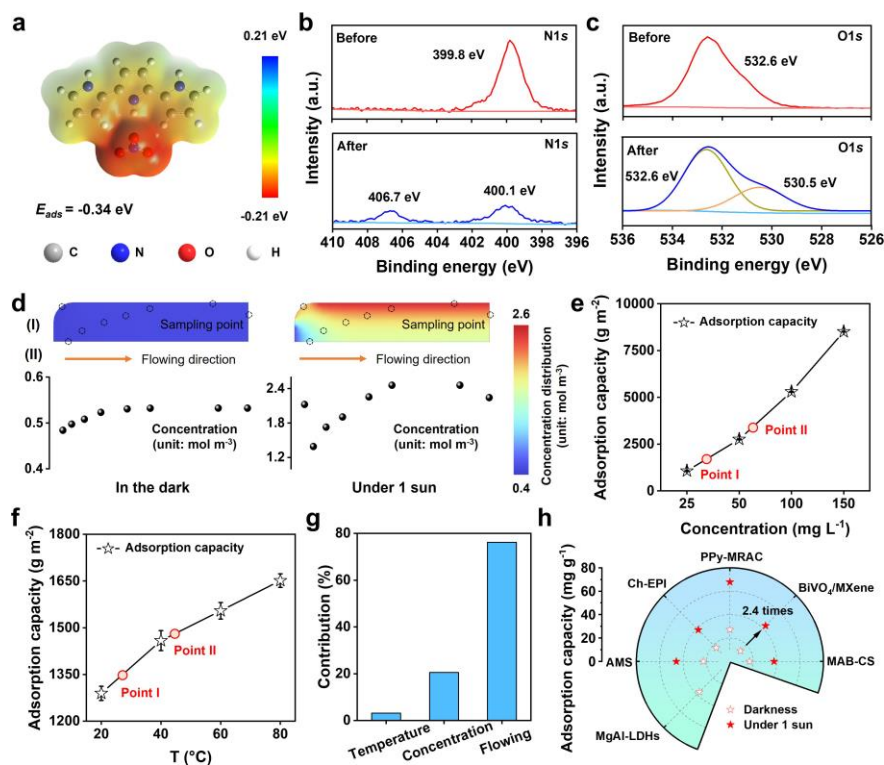 a
0.21 eV
-0.21 eV
E_ads = -0.34 eV
C N O H
b
Before
N1s
399.8 eV
After
N1s
406.7 eV
400.1 eV
Intensity (a.u.)
410 408 406 404 402 400 398 396
Binding energy (eV)
c
Before
O1s
532.6 eV
After
O1s
532.6 eV
530.5 eV
Intensity (a.u.)
536 534 532 530 528 526
Binding energy (eV)
d
(I)
Sampling point
Sampling point
2.6
0.4
Concentration distribution
(unit: mol m⁻³)
(II)
Flowing direction
Flowing direction
0.6
0.5
0.4
Concentration
(unit: mol m⁻³)
In the dark
2.4
1.8
1.2
Concentration
(unit: mol m⁻³)
Under 1 sun
e
Adsorption capacity (g m⁻²)
10000
7500
5000
2500
0
-☆- Adsorption capacity
Point I
Point II
25 50 100 150
Concentration (mg L⁻¹)
f
Adsorption capacity (g m⁻²)
1800
1650
1500
1350
1200
-☆- Adsorption capacity
Point I
Point II
20 40 60 80
T (°C)
g
Contribution (%)
80
60
40
20
0
Temperature
Concentration
Flowing
h
Adsorption capacity (mg g⁻¹)
80
60
40
20
0
20
40
60
80
PPy-MRAC
Ch-EPI
BiVO₄/MXene
2.4 times
AMS
MAB-CS
MgAl-LDHs
☆ Darkness
★ Under 1 sun